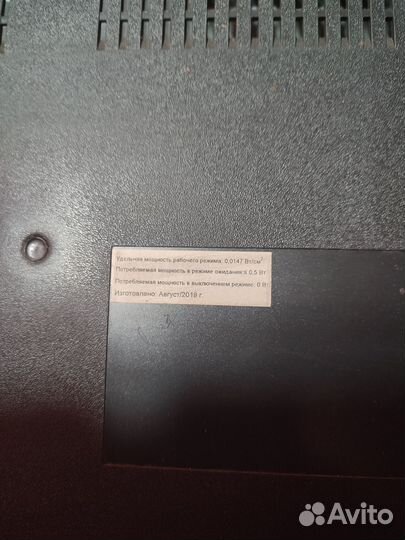 Удельная мощность рабочего режима: 0,0147 Вт/см²
Потребляемая мощность в режиме ожидания:≤ 0,5 Вт
Потребляемая мощность в выключенном режиме: 0 Вт
Изготовлено: Август/2018 г.
Avito